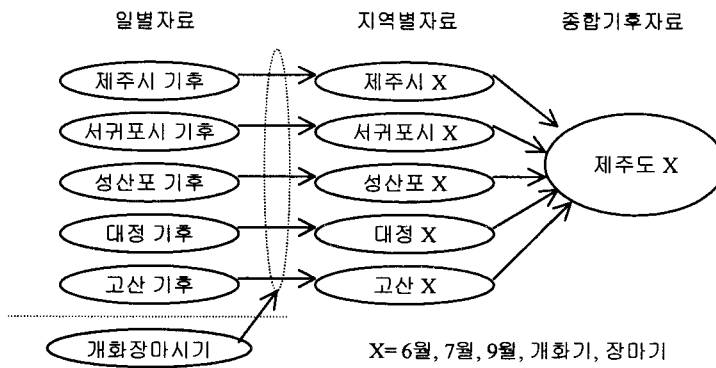 일별자료 지역별자료 종합기후자료
제주시 기후 제주시 X
서귀포시 기후 서귀포시 X
성산포 기후 성산포 X 제주도 X
대정 기후 대정 X
고산 기후 고산 X
개화장마시기 X= 6월, 7월, 9월, 개화기, 장마기